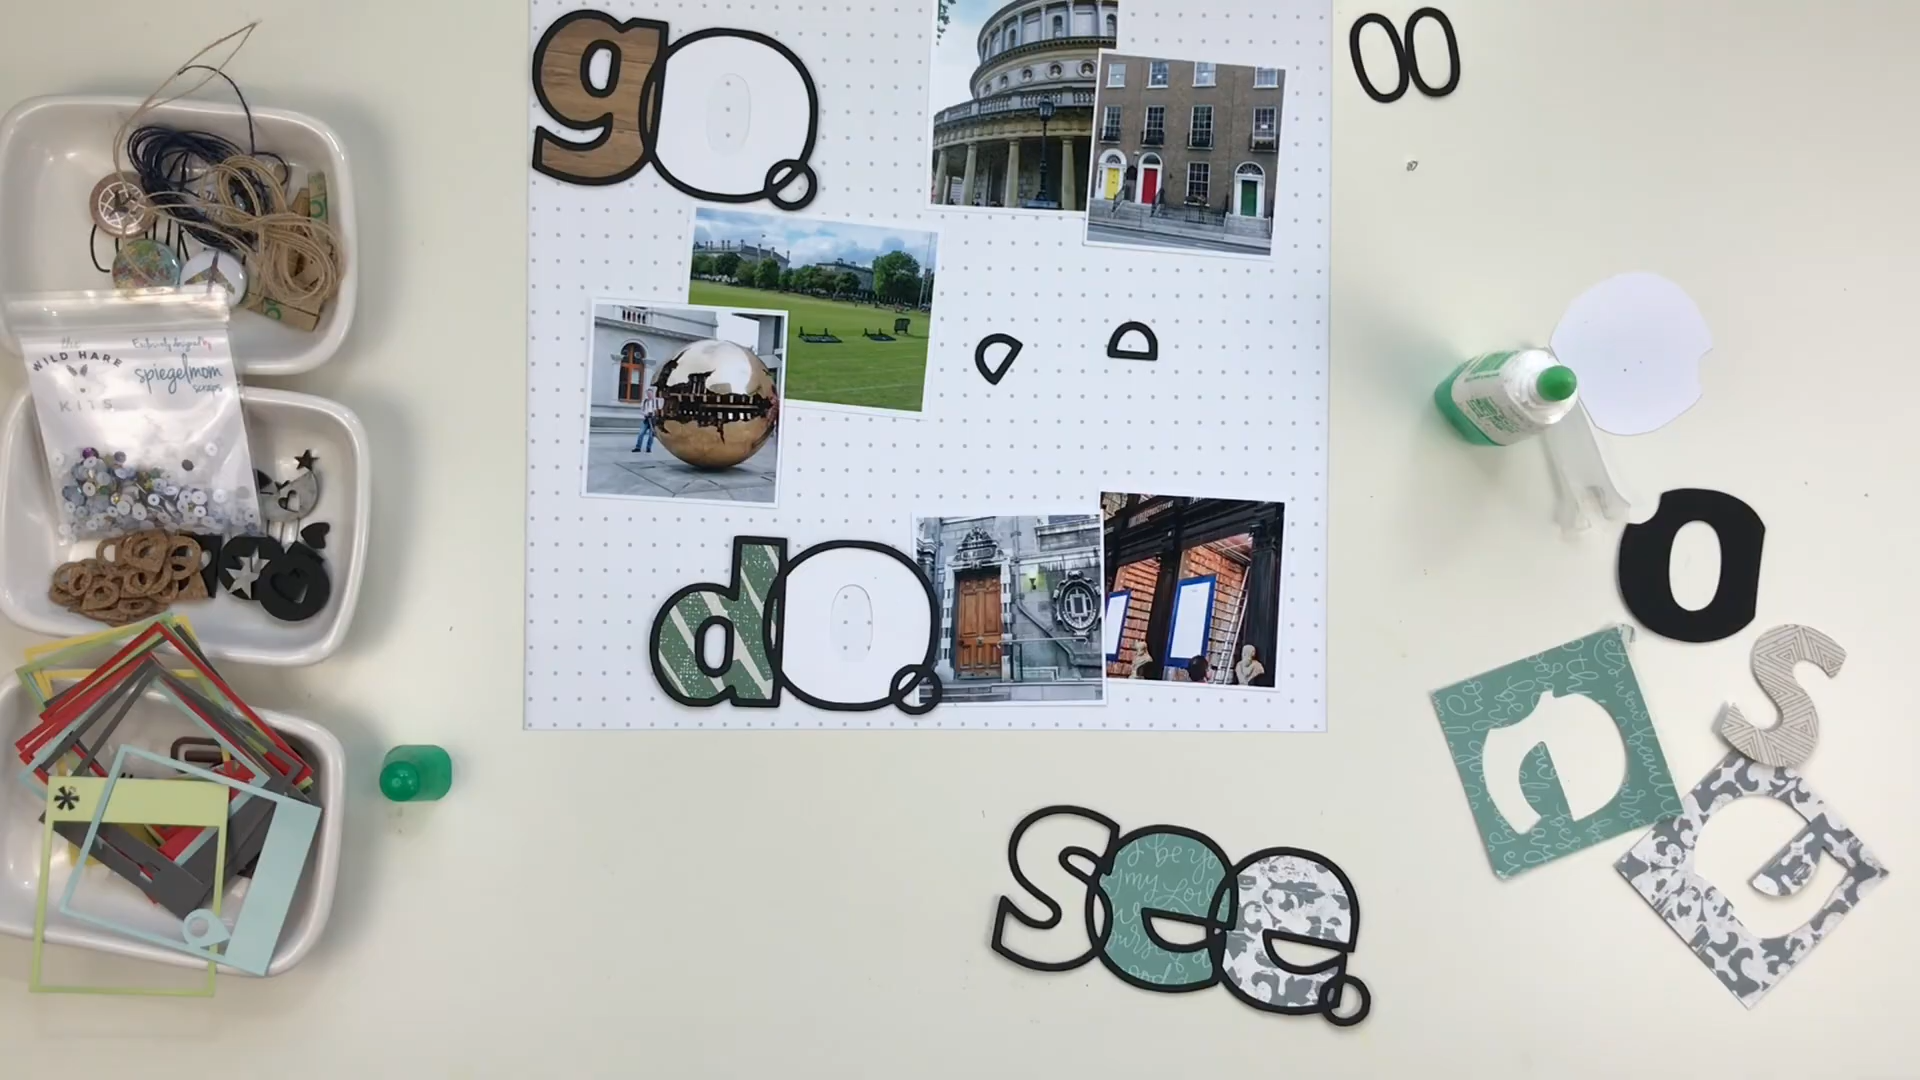 go.
the
WILD HARE
KITS
Exclusively designed by
spiegelmom
scraps
do.
see.
o
s